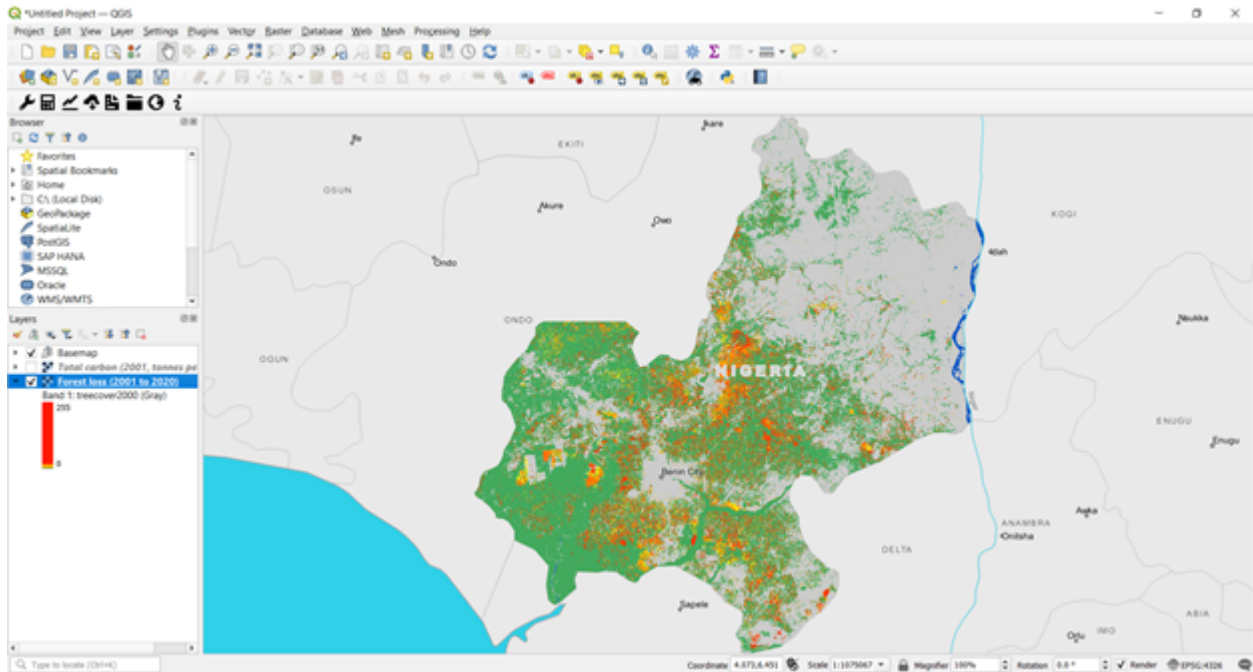 *Untitled Project — QGIS
Project Edit View Layer Settings Plugins Vector Raster Database Web Mesh Processing Help
Browser
Favorites
Spatial Bookmarks
Home
C:\ (Local Disk)
GeoPackage
SpatiaLite
PostGIS
SAP HANA
MSSQL
Oracle
WMS/WMTS
Layers
Basemap
Total carbon (2001, tonnes pe
Forest loss (2001 to 2020)
Band 1: treecover2000 (Gray)
255
0
Ikare
Ife
EKITI
OSUN
Akure
Owo
KOGI
Idah
Ondo
ONDO
Nsukka
OGUN
NIGERIA
ENUGU
Enugu
Benin City
Awka
ANAMBRA
Onitsha
DELTA
Sapele
ABIA
Orlu IMO
Type to locate (Ctrl+K)
Coordinate 4.073,6.451 Scale 1:1075067 Magnifier 100% Rotation 0.0 ° Render EPSG:4326